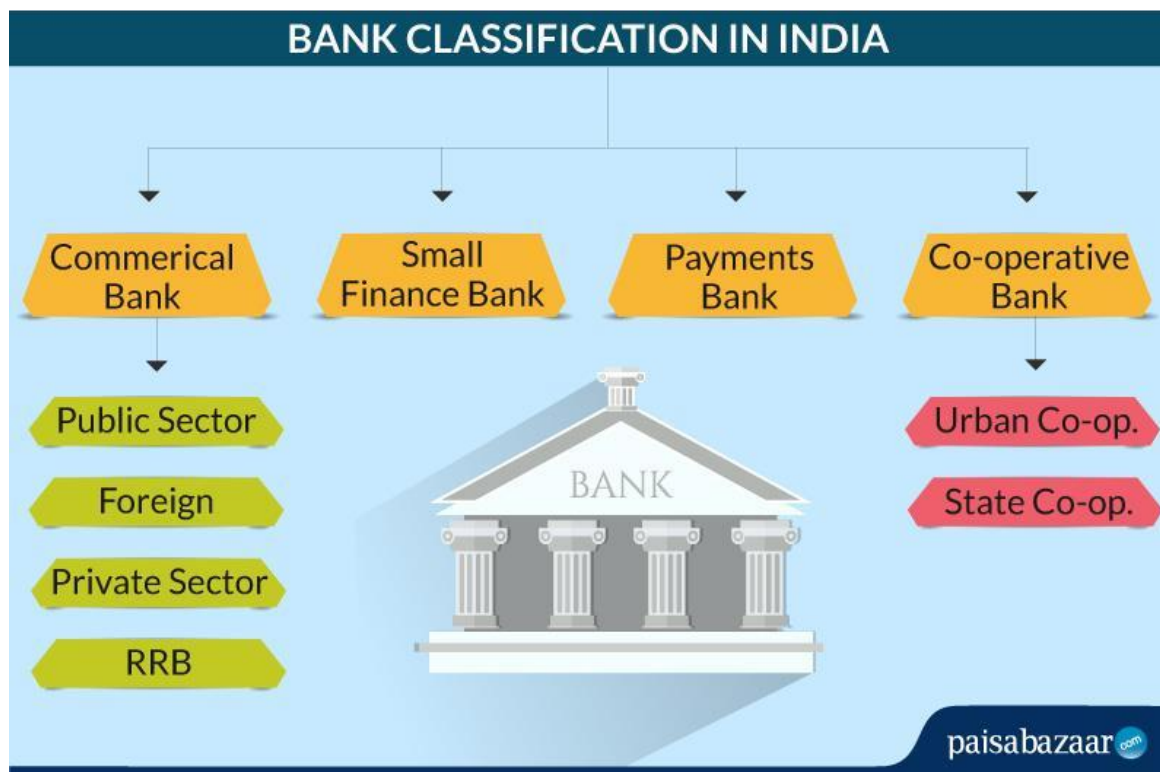 BANK CLASSIFICATION IN INDIA
Commerical
Bank
Small
Finance Bank
Payments
Bank
Co-operative
Bank
Public Sector
Foreign
Private Sector
RRB
BANK
Urban Co-op.
State Co-op.
paisabazaar.com